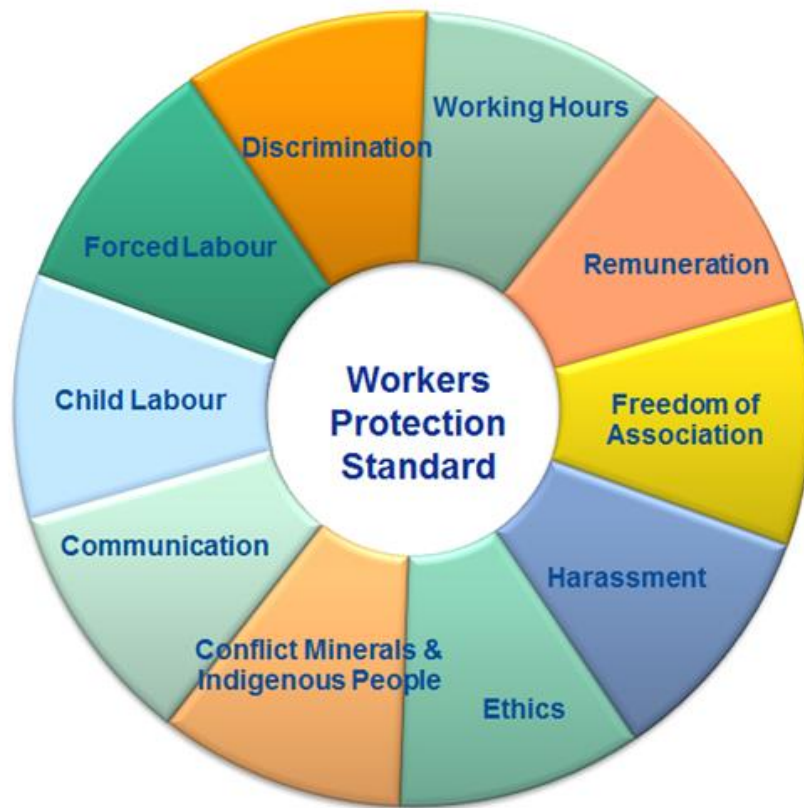 Working Hours
Remuneration
Freedom of
Association
Harassment
Ethics
Conflict Minerals &
Indigenous People
Communication
Child Labour
Forced Labour
Discrimination
Workers
Protection
Standard